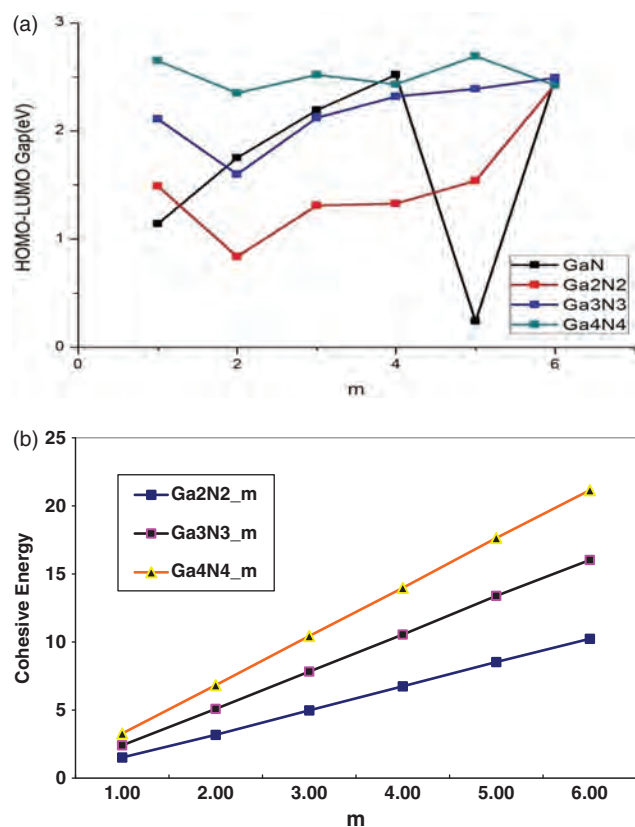 (a)
3
2
1
0
HOMO-LUMO Gap(eV)
GaN
Ga2N2
Ga3N3
Ga4N4
0 2 4 6
m
(b)
25
20
15
10
5
0
Cohesive Energy
Ga2N2_m
Ga3N3_m
Ga4N4_m
1.00 2.00 3.00 4.00 5.00 6.00
m